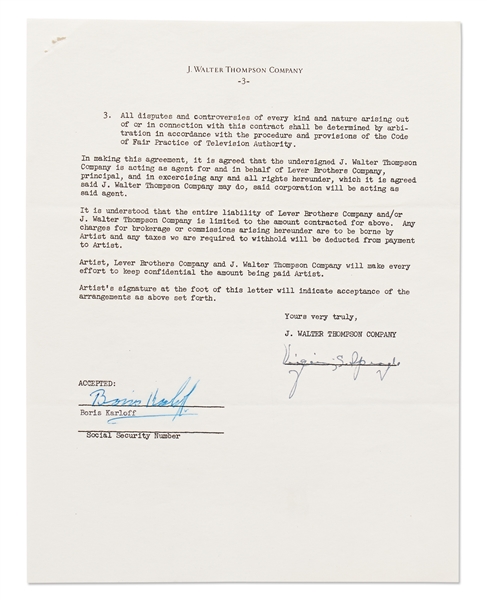 J. WALTER THOMPSON COMPANY
-3-
3. All disputes and controversies of every kind and nature arising out
of or in connection with this contract shall be determined by arbi-
tration in accordance with the procedure and provisions of the Code
of Fair Practice of Television Authority.
In making this agreement, it is agreed that the undersigned J. Walter Thompson
Company is acting as agent for and in behalf of Lever Brothers Company,
principal, and in excercising any and all rights hereunder, which it is agreed
said J. Walter Thompson Company may do, said corporation will be acting as
said agent.
It is understood that the entire liability of Lever Brothers Company and/or
J. Walter Thompson Company is limited to the amount contracted for above. Any
charges for brokerage or commissions arising hereunder are to be borne by
Artist and any taxes we are required to withhold will be deducted from payment
to Artist.
Artist, Lever Brothers Company and J. Walter Thompson Company will make every
effort to keep confidential the amount being paid Artist.
Artist's signature at the foot of this letter will indicate acceptance of the
arrangements as above set forth.
Yours very truly,
J. WALTER THOMPSON COMPANY
ACCEPTED:
Boris Karloff
Boris Karloff
Social Security Number